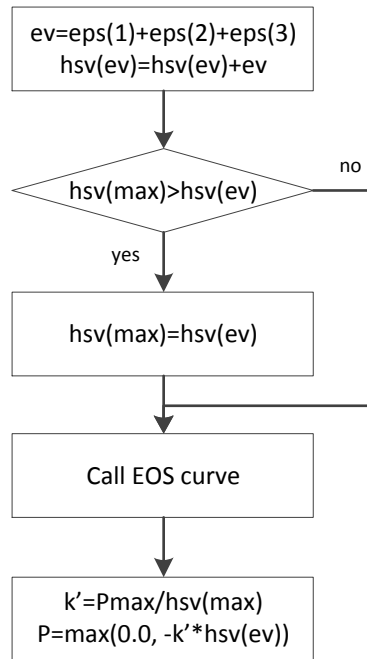 ev=eps(1)+eps(2)+eps(3)
hsv(ev)=hsv(ev)+ev
hsv(max)>hsv(ev)
no
yes
hsv(max)=hsv(ev)
Call EOS curve
k’=Pmax/hsv(max)
P=max(0.0, -k’*hsv(ev))